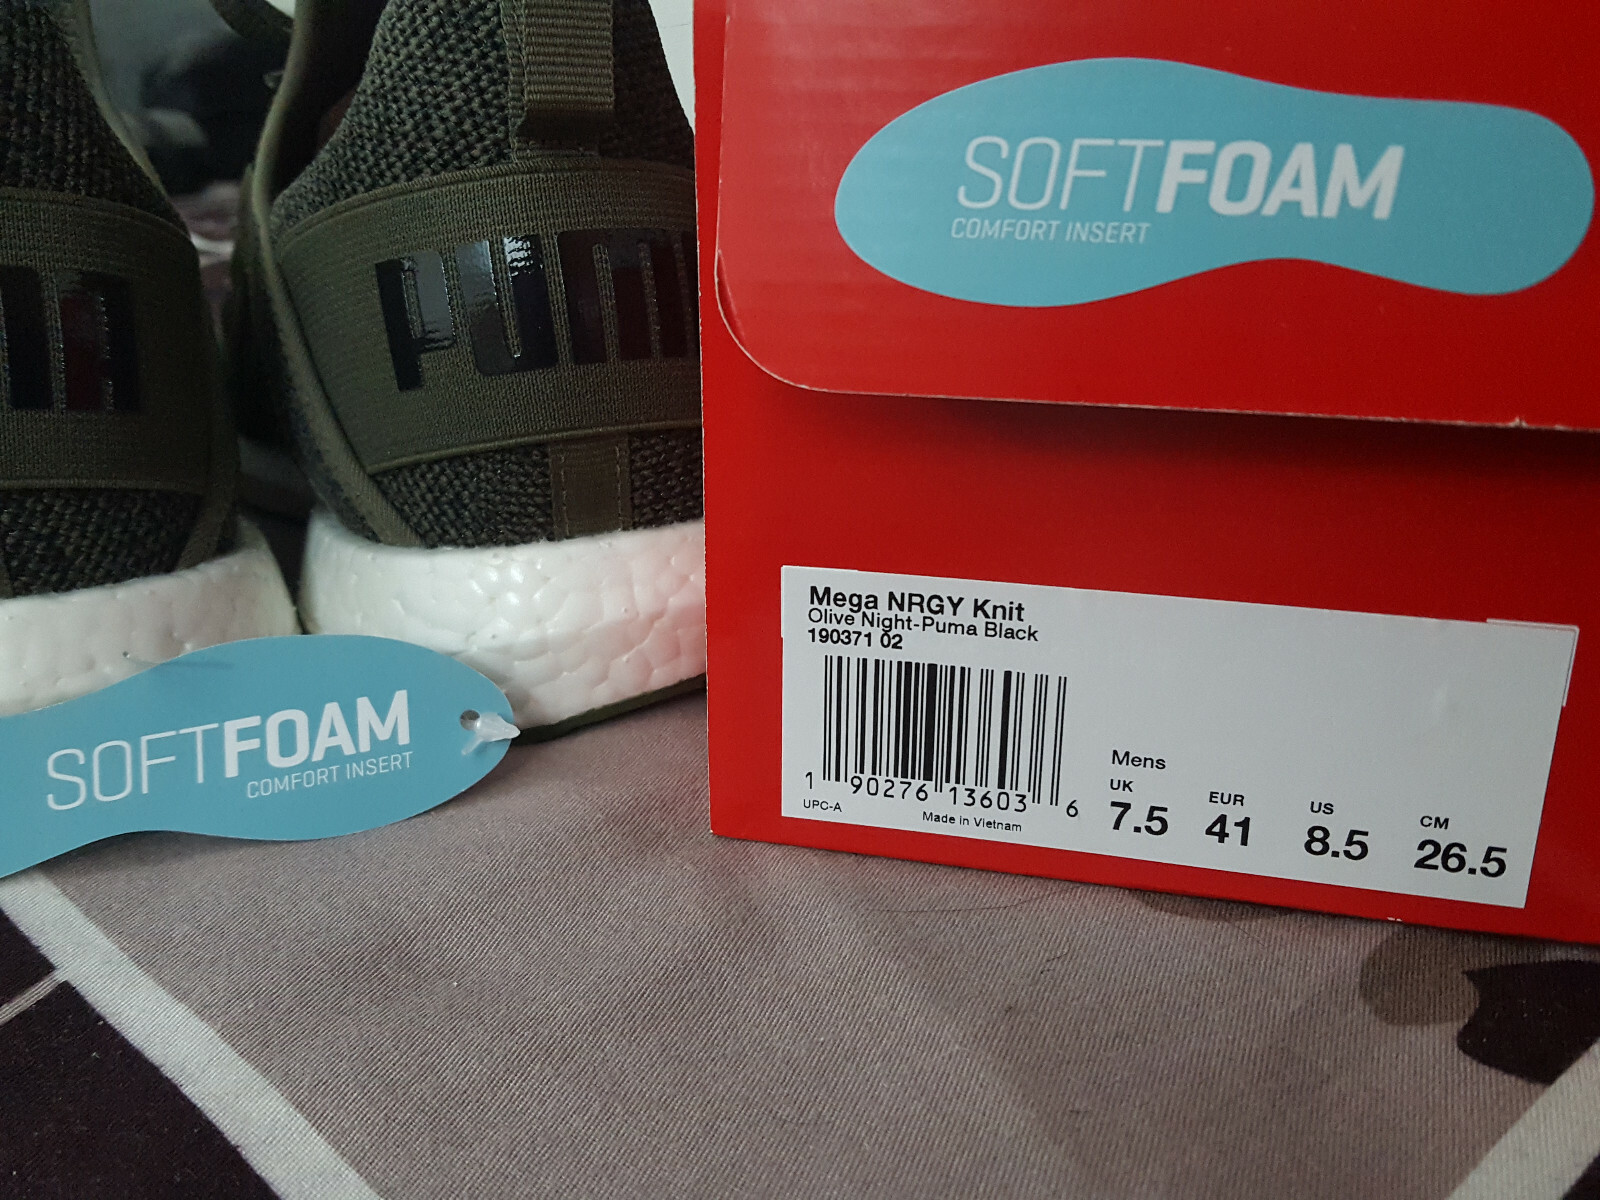 PUMA
SOFTFOAM
COMFORT INSERT
SOFTFOAM
COMFORT INSERT
Mega NRGY Knit
Olive Night-Puma Black
190371 02
1 90276 13603 6
UPC-A
Made in Vietnam
Mens
UK EUR US CM
7.5 41 8.5 26.5